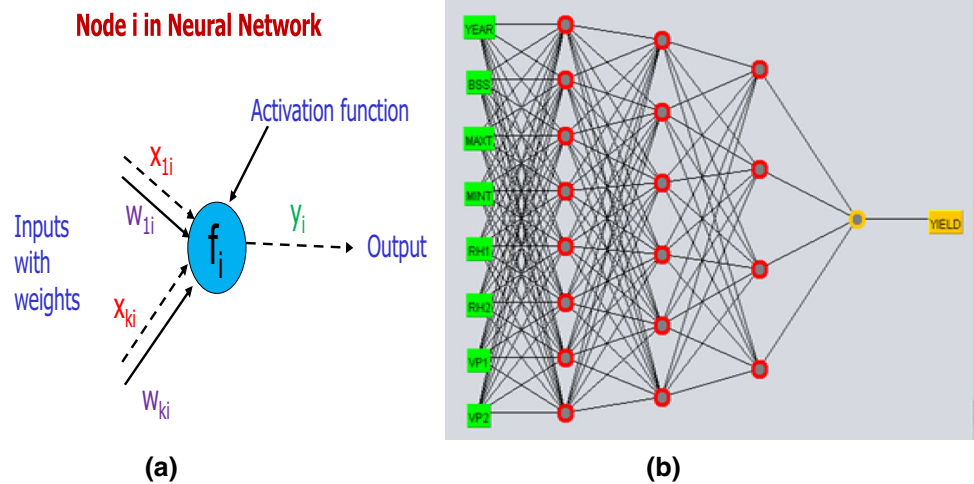 Node i in Neural Network
Activation function
x1i
w1i
Inputs
with
weights
fi
yi
Output
xki
wki
(a)
YEAR
BSS
MAXT
MINT
RH1
RH2
VP1
VP2
YIELD
(b)